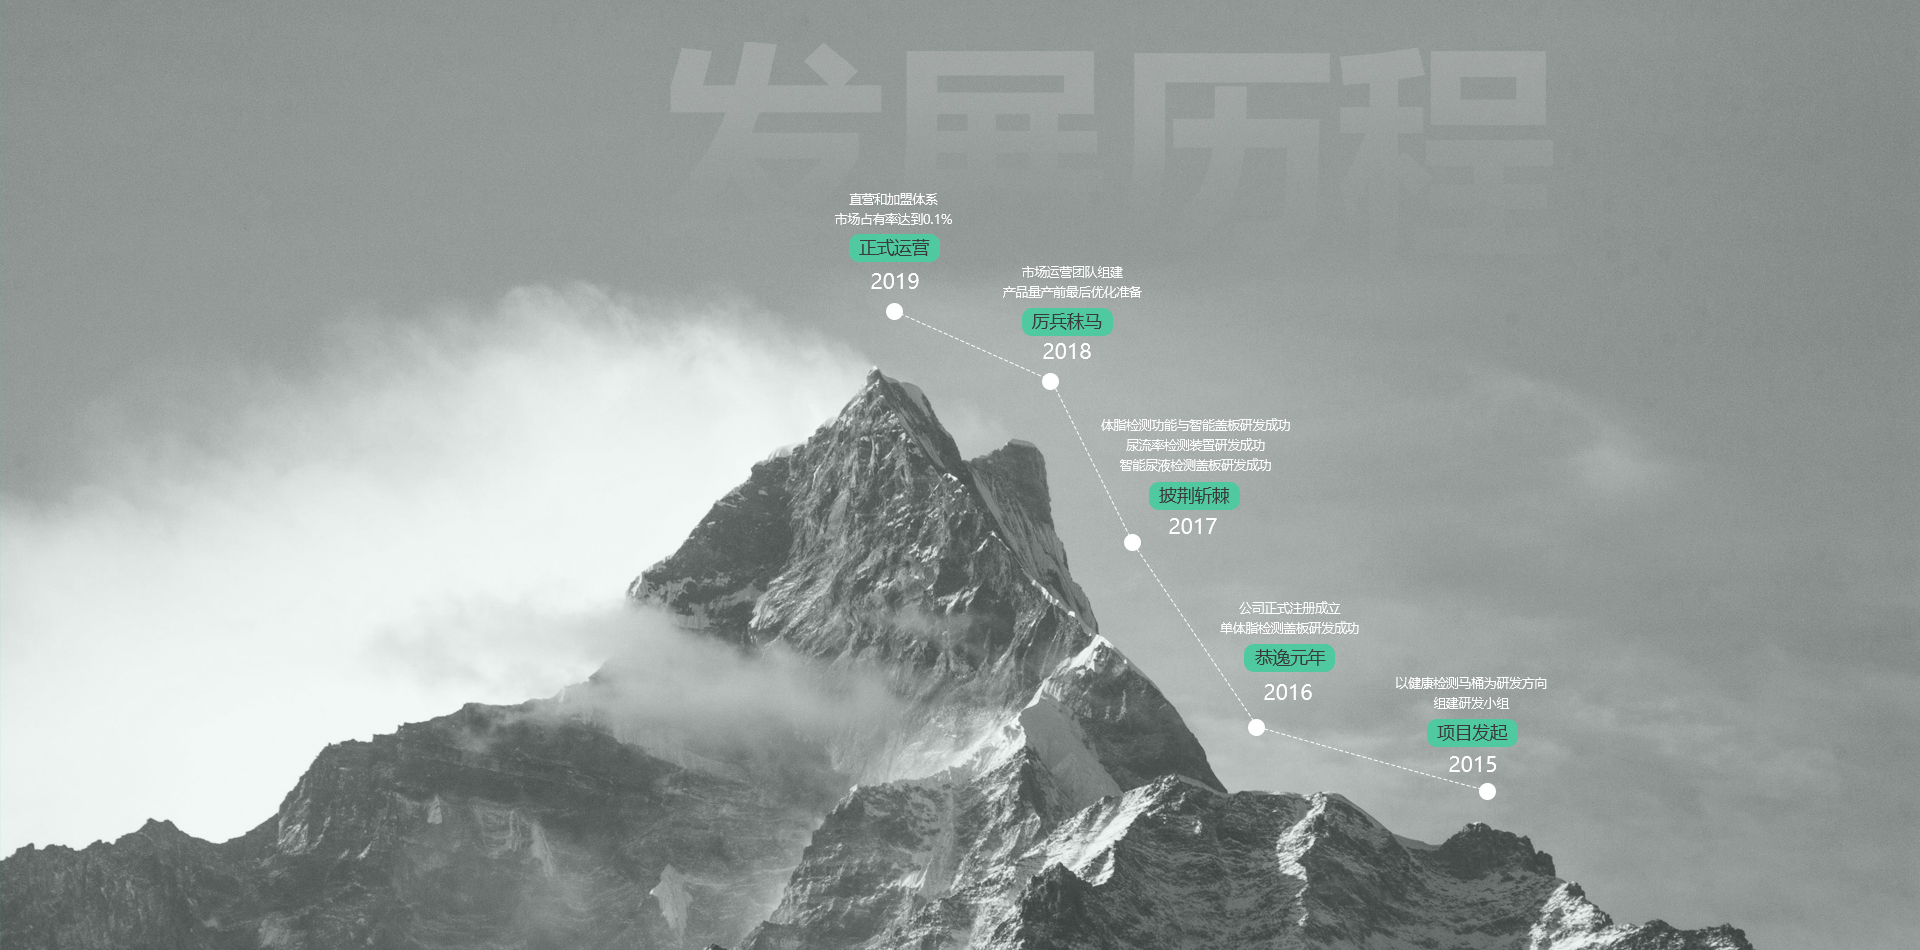 发展历程
直营和加盟体系
市场占有率达到0.1%
正式运营
2019
市场运营团队组建
产品量产前最后优化准备
厉兵秣马
2018
体脂检测功能与智能盖板研发成功
尿流率检测装置研发成功
智能尿液检测盖板研发成功
披荆斩棘
2017
公司正式注册成立
单体脂检测盖板研发成功
恭逸元年
2016
以健康检测马桶为研发方向
组建研发小组
项目发起
2015